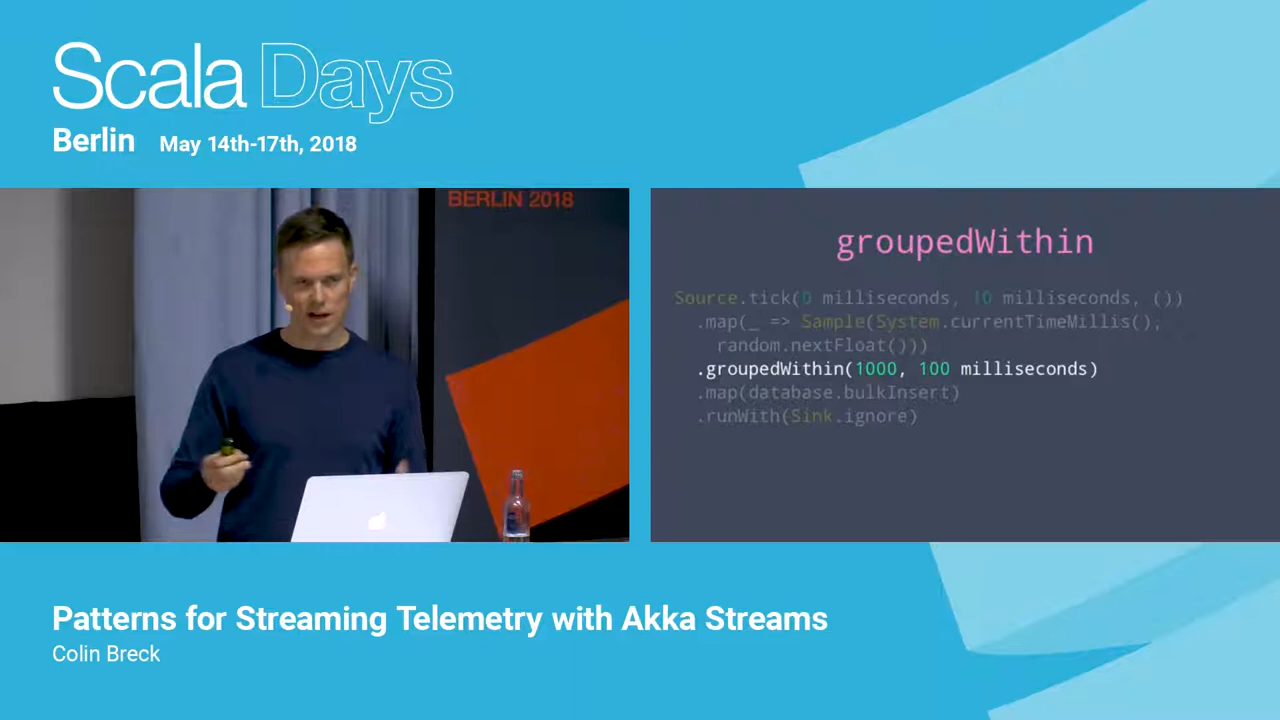 Scala Days
Berlin May 14th-17th, 2018
BERLIN 2018
groupedWithin
Source.tick(0 milliseconds, 10 milliseconds, ())
.map(_ => Sample(System.currentTimeMillis(),
random.nextFloat()))
.groupedWithin(1000, 100 milliseconds)
.map(database.bulkInsert)
.runWith(Sink.ignore)
Patterns for Streaming Telemetry with Akka Streams
Colin Breck